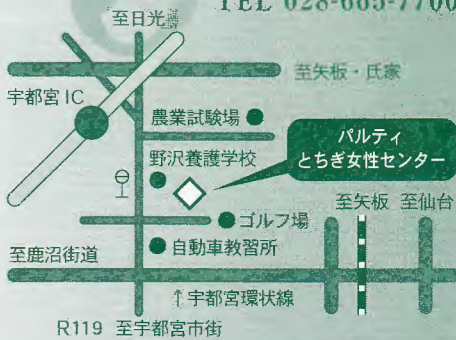 TEL 028-665-7700
至日光
至矢板・氏家
宇都宮 IC
農業試験場
パルティ
とちぎ女性センター
野沢養護学校
至矢板 至仙台
ゴルフ場
至鹿沼街道
自動車教習所
↑宇都宮環状線
R119 至宇都宮市街